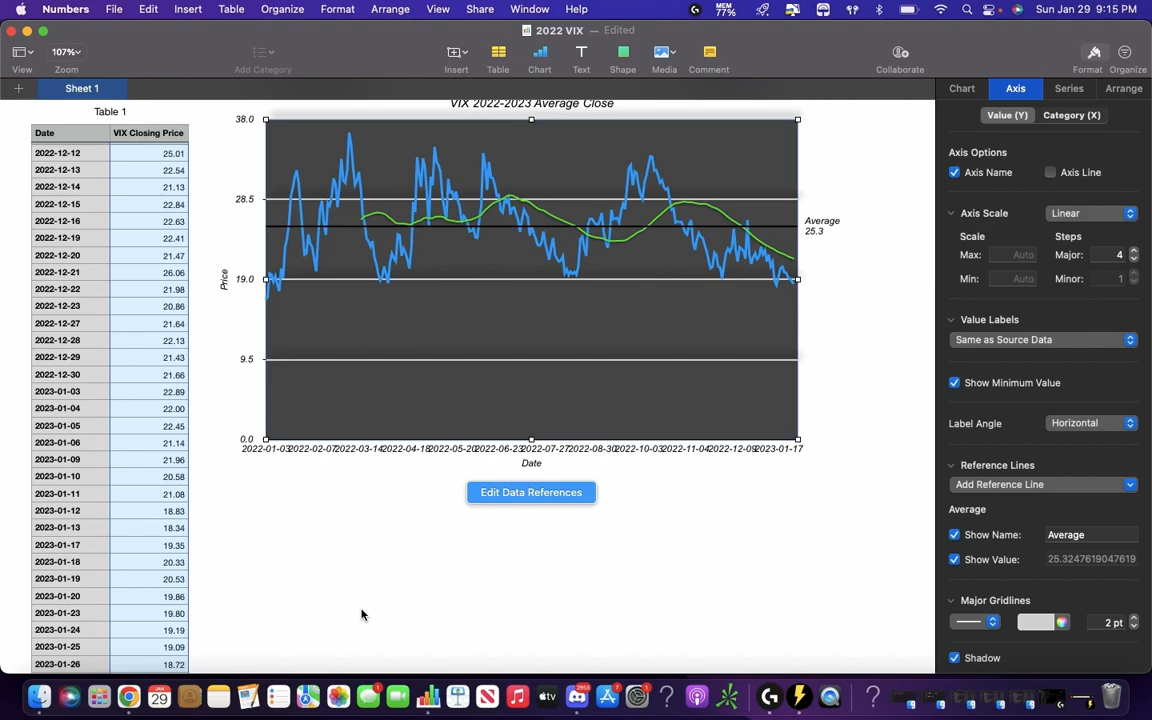 Numbers File Edit Insert Table Organize Format Arrange View Share Window Help MEM 77% Sun Jan 29 9:15 PM
2022 VIX — Edited
107%
View Zoom Add Category Insert Table Chart Text Shape Media Comment Collaborate Format Organize
+ Sheet 1
Chart Axis Series Arrange
Table 1
Date VIX Closing Price
2022-12-12 25.01
2022-12-13 22.54
2022-12-14 21.13
2022-12-15 22.84
2022-12-16 22.63
2022-12-19 22.41
2022-12-20 21.47
2022-12-21 26.06
2022-12-22 21.98
2022-12-23 20.86
2022-12-27 21.64
2022-12-28 22.13
2022-12-29 21.43
2022-12-30 21.66
2023-01-03 22.89
2023-01-04 22.00
2023-01-05 22.45
2023-01-06 21.14
2023-01-09 21.96
2023-01-10 20.58
2023-01-11 21.08
2023-01-12 18.83
2023-01-13 18.34
2023-01-17 19.35
2023-01-18 20.33
2023-01-19 20.53
2023-01-20 19.86
2023-01-23 19.80
2023-01-24 19.19
2023-01-25 19.09
2023-01-26 18.72
VIX 2022-2023 Average Close
38.0
28.5
19.0
9.5
0.0
Price
Average
25.3
2022-01-03 2022-02-07 2022-03-14 2022-04-18 2022-05-20 2022-06-23 2022-07-27 2022-08-30 2022-10-03 2022-11-04 2022-12-09 2023-01-17
Date
Edit Data References
Value (Y) Category (X)
Axis Options
Axis Name Axis Line
Axis Scale Linear
Scale Steps
Max: Auto Major: 4
Min: Auto Minor: 1
Value Labels
Same as Source Data
Show Minimum Value
Label Angle Horizontal
Reference Lines
Add Reference Line
Average
Show Name: Average
Show Value: 25.3247619047619
Major Gridlines
2 pt
Shadow